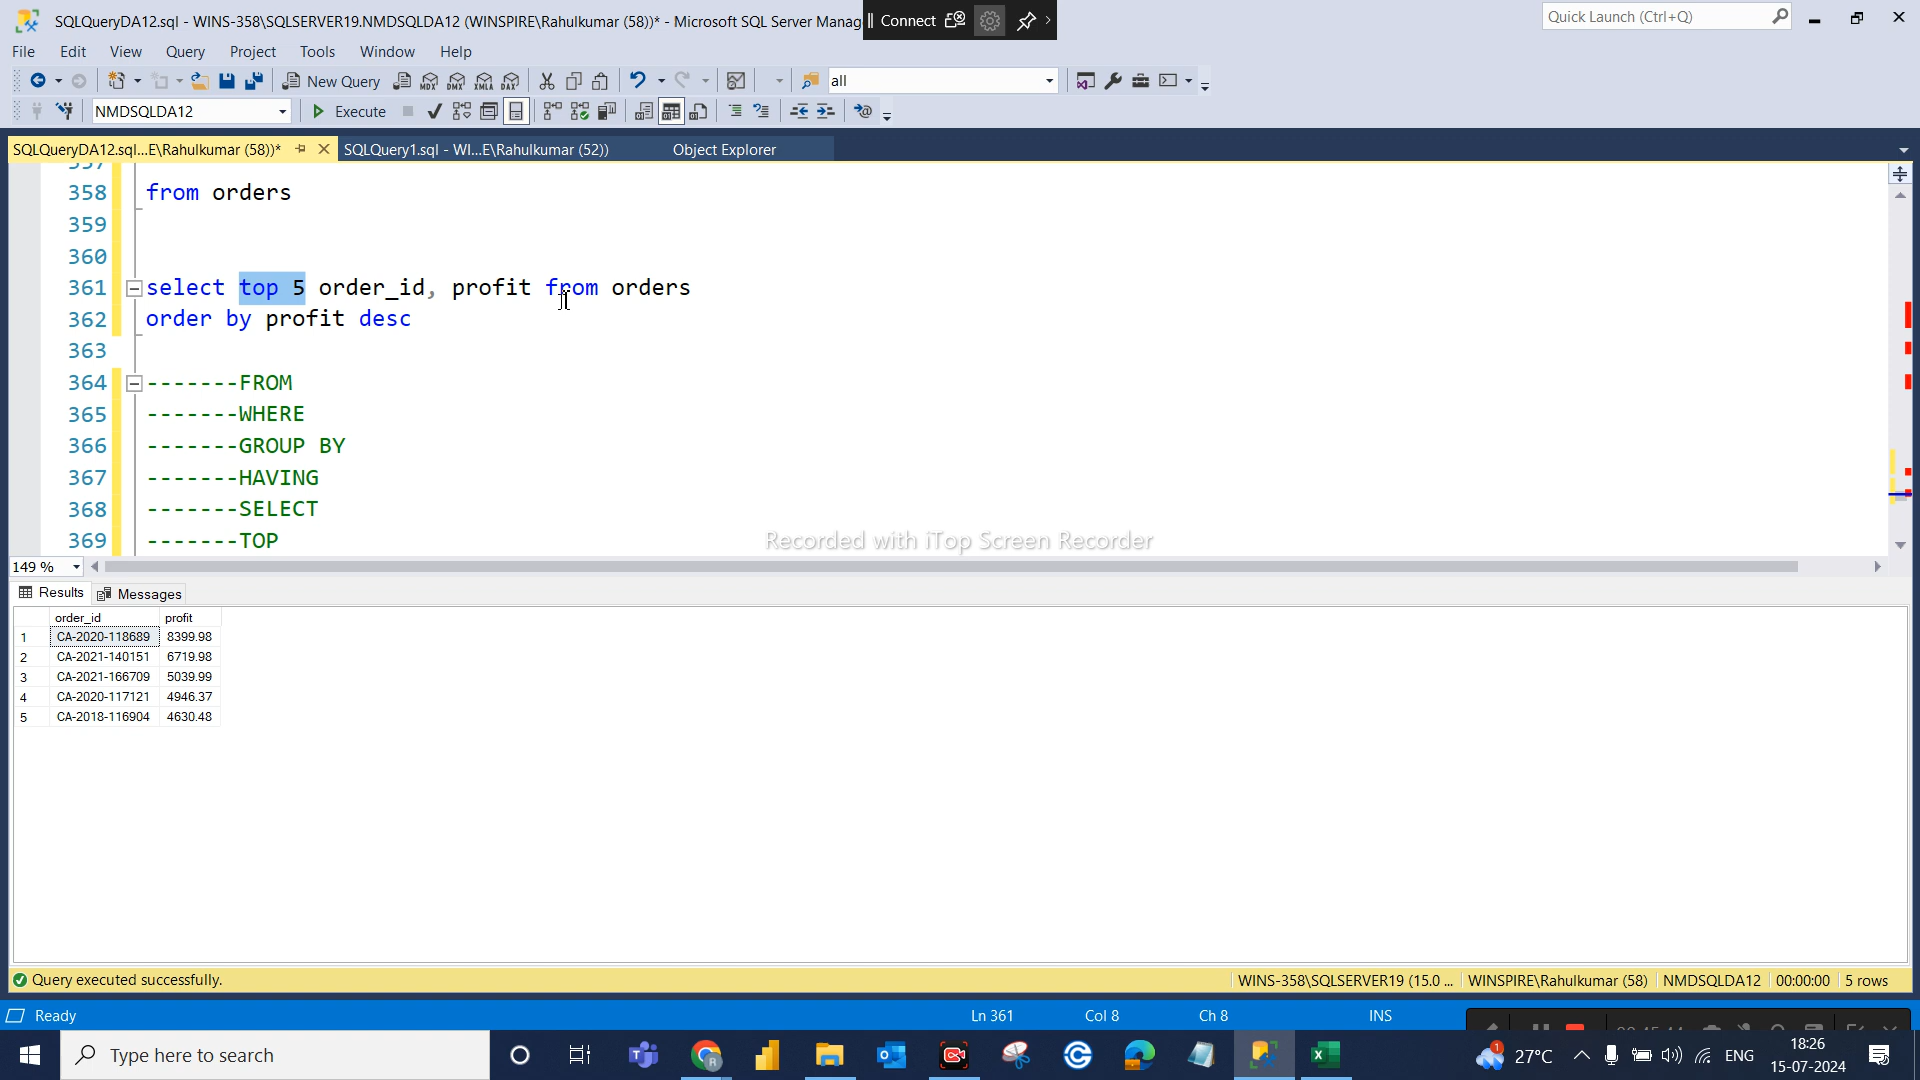 SQLQueryDA12.sql - WINS-358\SQLSERVER19.NMDSQLDA12 (WINSPIRE\Rahulkumar (58))* - Microsoft SQL Server Manag
Connect
Quick Launch (Ctrl+Q)
File Edit View Query Project Tools Window Help
New Query
MDX DMX XMLA DAX
all
NMDSQLDA12
Execute
SQLQueryDA12.sql...E\Rahulkumar (58))*
SQLQuery1.sql - WI...E\Rahulkumar (52))
Object Explorer
357
358 from orders
359
360
361 select top 5 order_id, profit from orders
362 order by profit desc
363
364 -------FROM
365 -------WHERE
366 -------GROUP BY
367 -------HAVING
368 -------SELECT
369 -------TOP
Recorded with iTop Screen Recorder
149 %
Results Messages
order_id profit
1 CA-2020-118689 8399.98
2 CA-2021-140151 6719.98
3 CA-2021-166709 5039.99
4 CA-2020-117121 4946.37
5 CA-2018-116904 4630.48
Query executed successfully.
WINS-358\SQLSERVER19 (15.0 ... WINSPIRE\Rahulkumar (58) NMDSQLDA12 00:00:00 5 rows
Ready
Ln 361 Col 8 Ch 8 INS
Type here to search
1
27°C
ENG
18:26
15-07-2024